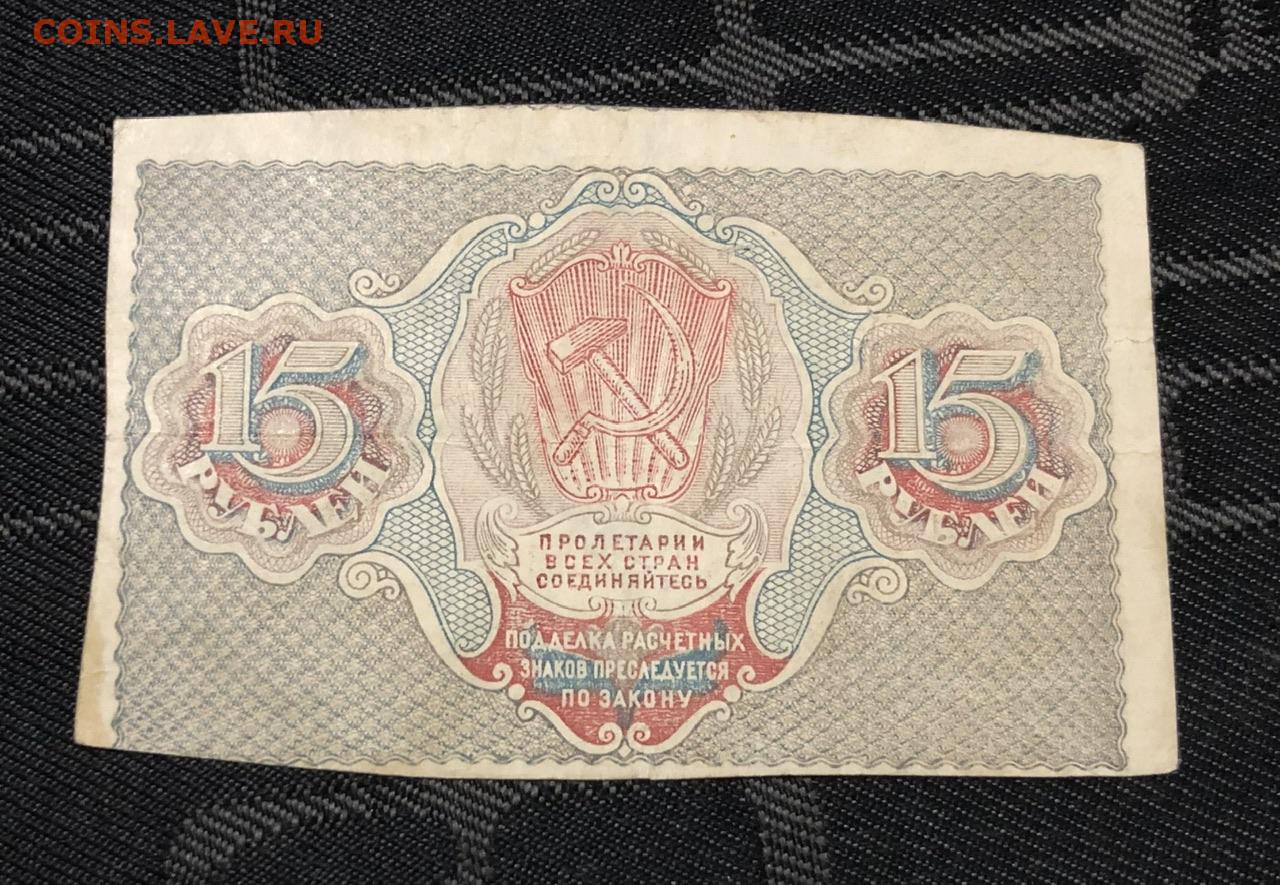 COINS.LAVE.RU
15
РУБЛЕЙ
15
РУБЛЕЙ
ПРОЛЕТАРИИ
ВСЕХ СТРАН
СОЕДИНЯЙТЕСЬ
ПОДДЕЛКА РАСЧЕТНЫХ
ЗНАКОВ ПРЕСЛЕДУЕТСЯ
ПО ЗАКОНУ